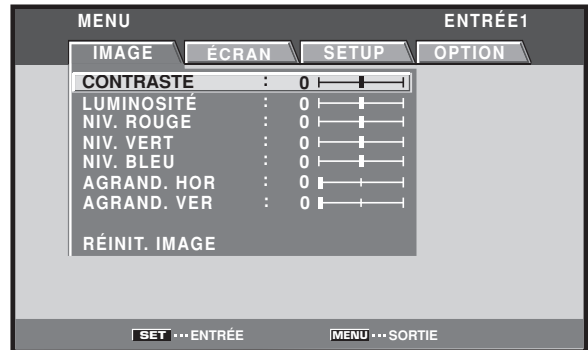 MENU ENTRÉE1
IMAGE ÉCRAN SETUP OPTION
CONTRASTE : 0
LUMINOSITÉ : 0
NIV. ROUGE : 0
NIV. VERT : 0
NIV. BLEU : 0
AGRAND. HOR : 0
AGRAND. VER : 0
RÉINIT. IMAGE
SET ··· ENTRÉE MENU ··· SORTIE